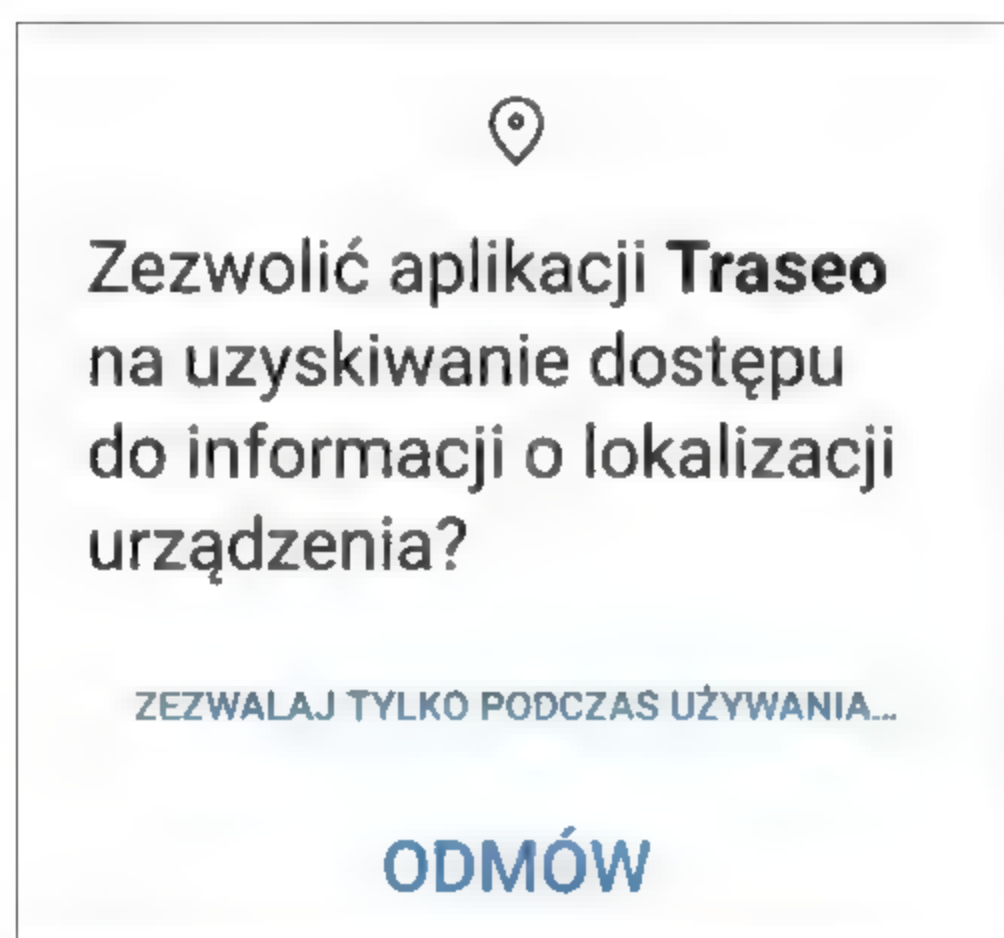 Zezwolić aplikacji Traseo
na uzyskiwanie dostępu
do informacji o lokalizacji
urządzenia?
ZEZWALAJ TYLKO PODCZAS UŻYWANIA...
ODMÓW